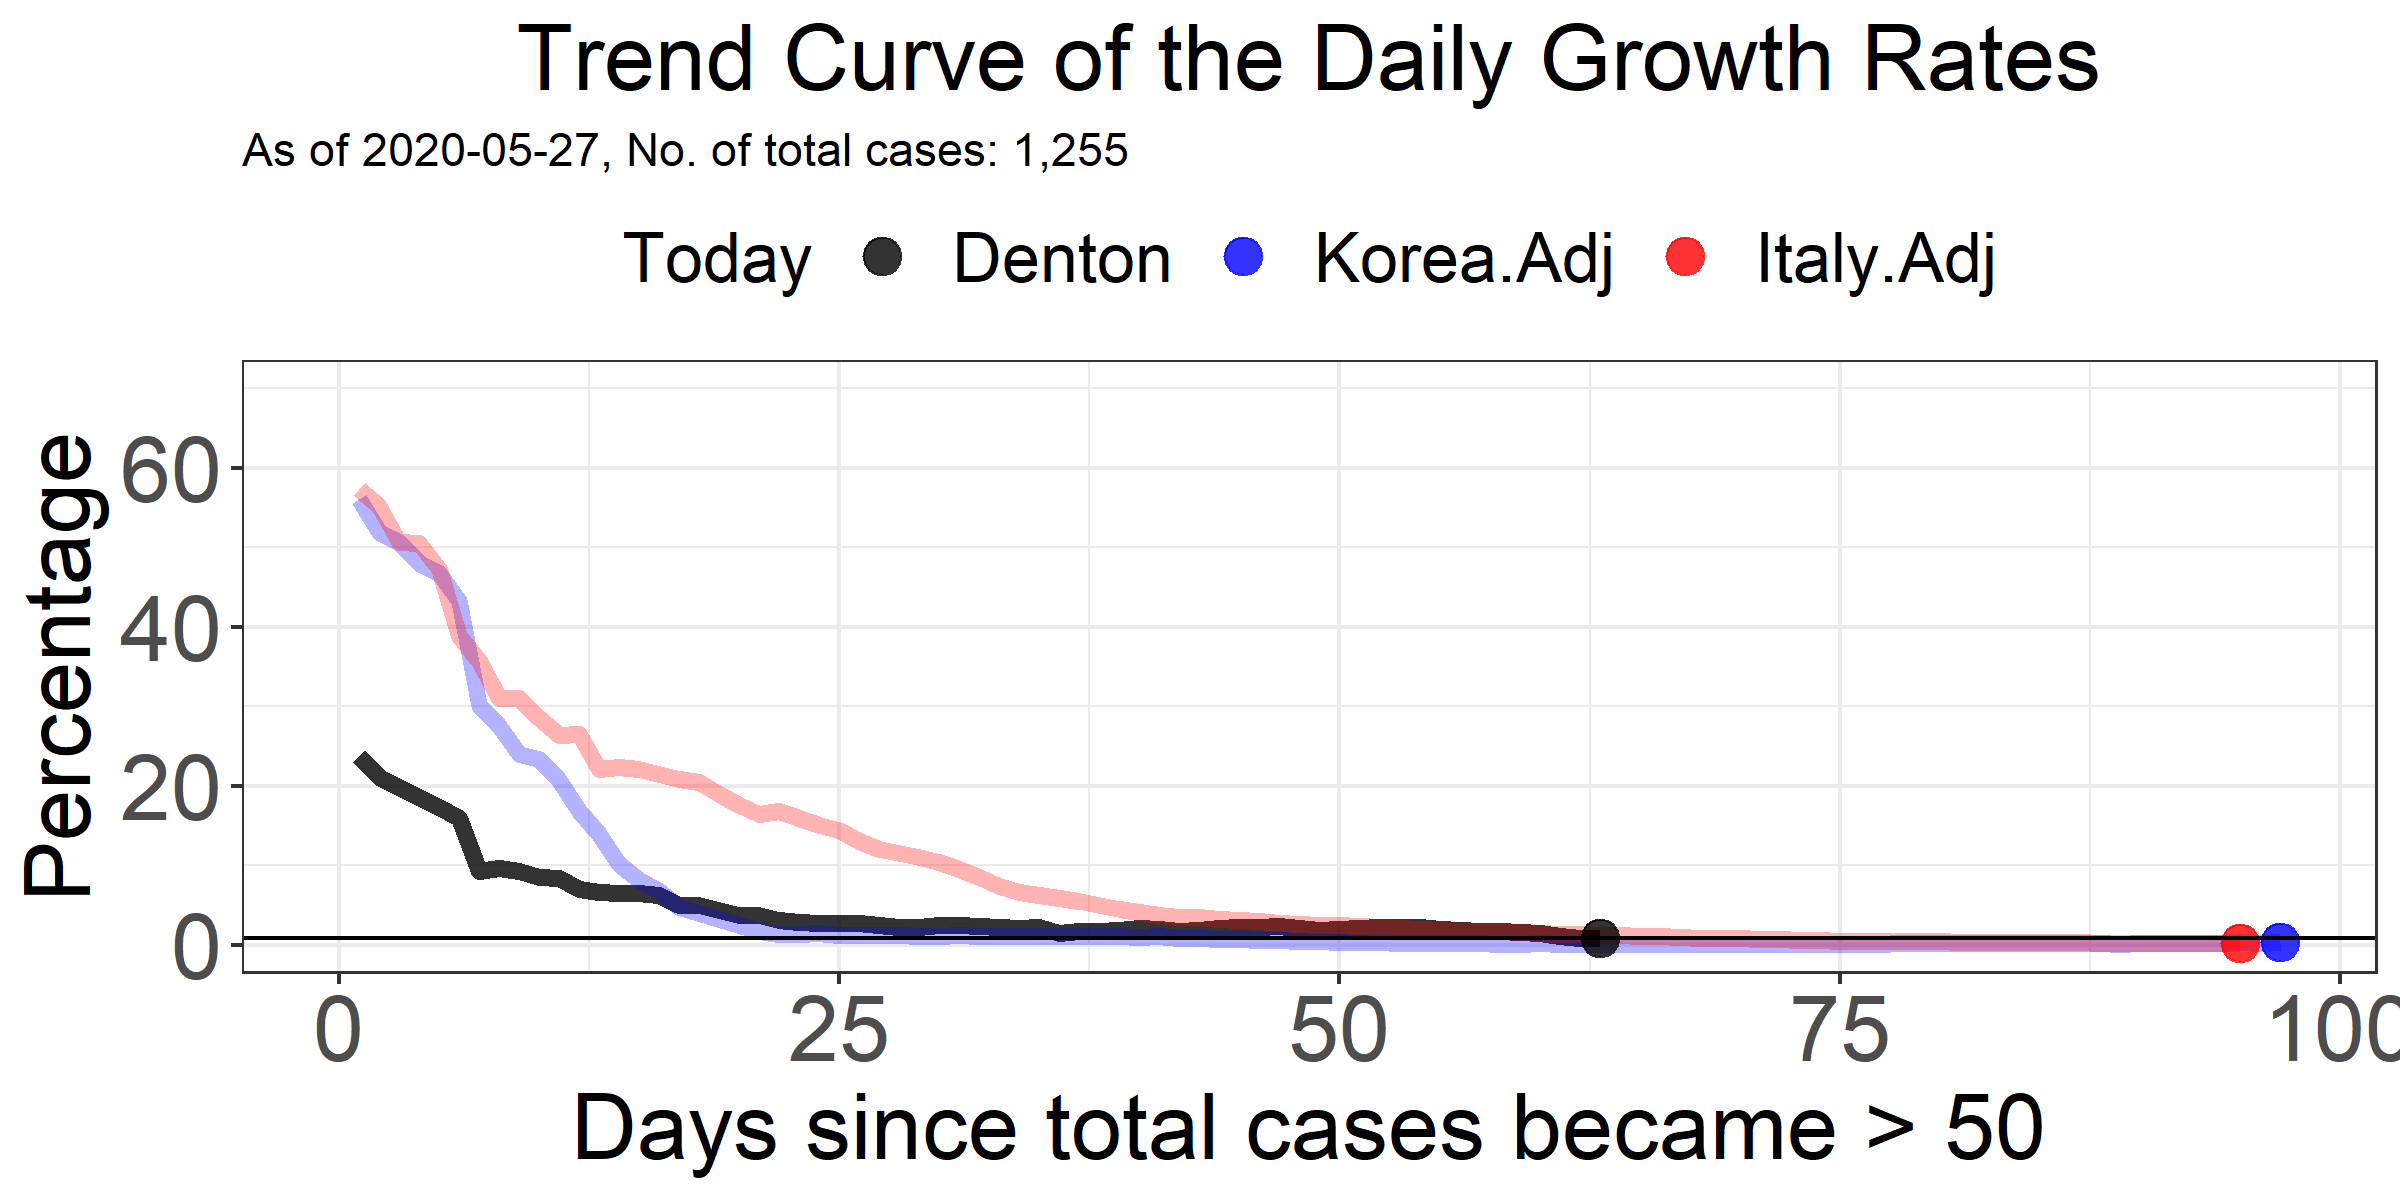 Trend Curve of the Daily Growth Rates
As of 2020-05-27, No. of total cases: 1,255
Today Denton Korea.Adj Italy.Adj
Percentage
60
40
20
0
0 25 50 75 100
Days since total cases became > 50